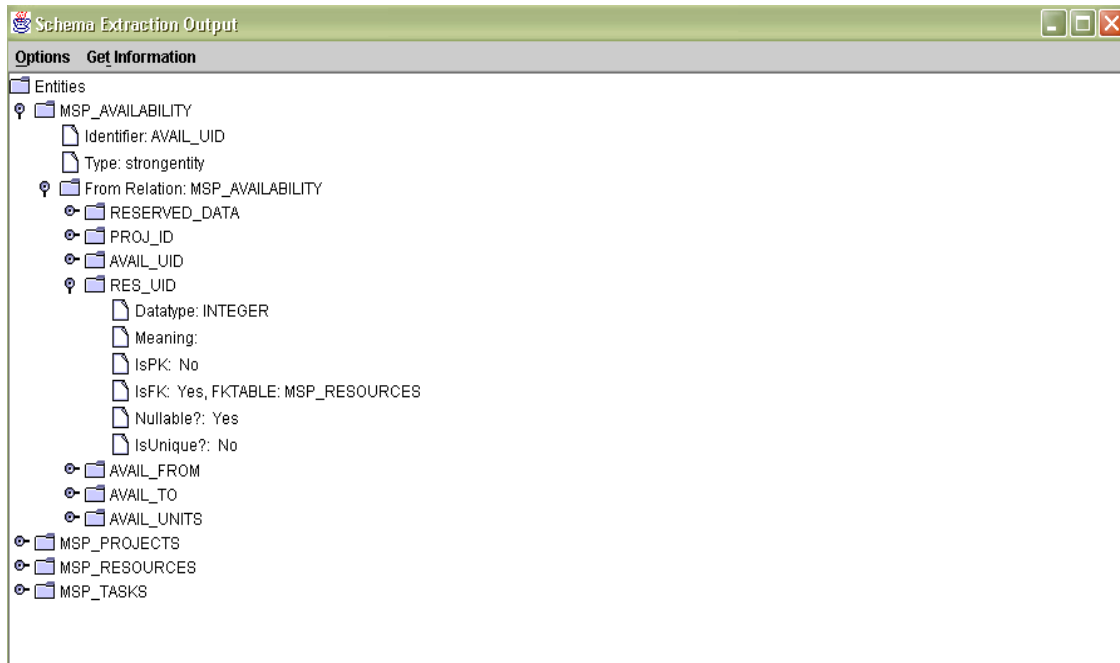 Schema Extraction Output
Options Get Information
Entities
MSP_AVAILABILITY
Identifier: AVAIL_UID
Type: strongentity
From Relation: MSP_AVAILABILITY
RESERVED_DATA
PROJ_ID
AVAIL_UID
RES_UID
Datatype: INTEGER
Meaning:
IsPK: No
IsFK: Yes, FKTABLE: MSP_RESOURCES
Nullable?: Yes
IsUnique?: No
AVAIL_FROM
AVAIL_TO
AVAIL_UNITS
MSP_PROJECTS
MSP_RESOURCES
MSP_TASKS